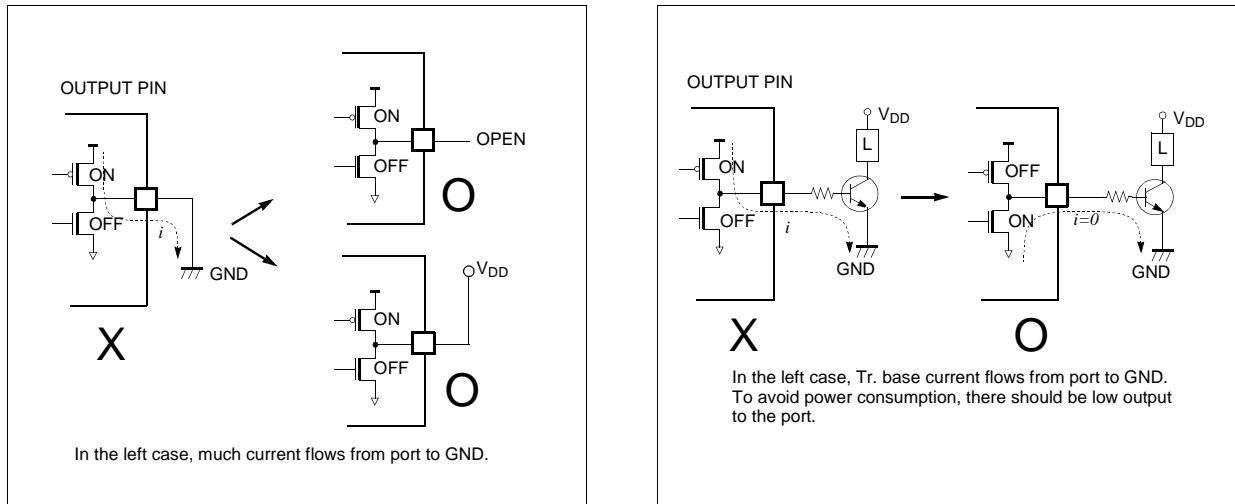 OUTPUT PIN
ON
OFF
i
GND
X
ON
OFF
OPEN
O
VDD
ON
OFF
O
In the left case, much current flows from port to GND.
OUTPUT PIN
VDD
L
ON
OFF
i
GND
X
VDD
L
OFF
ON
i=0
GND
O
In the left case, Tr. base current flows from port to GND.
To avoid power consumption, there should be low output
to the port.